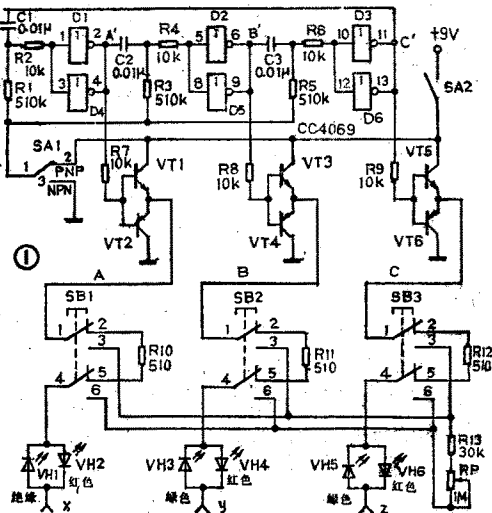 C1
0.01μ
D1
A'
R4
D2
B'
R6
D3
C'
+9V
1
2
5
6
10
11
R2
10k
C2
0.01μ
10k
C3
0.01μ
10k
3
4
8
9
12
13
SA2
R1
510k
D4
R3
510k
D5
R5
510k
D6
CC4069
SA1
1
2
PNP
3
NPN
R7
10k
VT1
VT2
R8
10k
VT3
VT4
R9
10k
VT5
VT6
①
A
B
C
SB1
SB2
SB3
1
2
3
4
5
6
R10
510
1
2
3
4
5
6
R11
510
1
2
3
4
5
6
R12
510
R13
30k
RP
1M
VH1
VH2
绝缘
红色
x
VH3
VH4
绿色
红色
y
VH5
VH6
绿色
红色
z